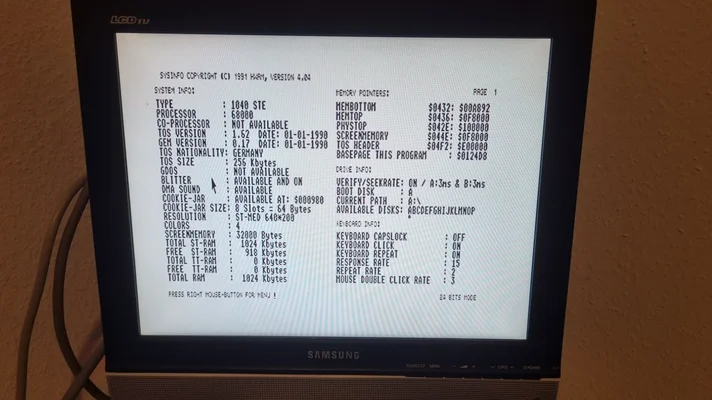 LCD TV
SYSINFO COPYRIGHT (C) 1991 HWRM, VERSION 4.04
SYSTEM INFO:
TYPE : 1040 STE
PROCESSOR : 68000
CO-PROCESSOR : NOT AVAILABLE
TOS VERSION : 1.62 DATE: 01-01-1990
GEM VERSION : 0.17 DATE: 01-01-1990
TOS NATIONALITY: GERMANY
TOS SIZE : 256 Kbytes
GDOS : NOT AVAILABLE
BLITTER : AVAILABLE AND ON
DMA SOUND : AVAILABLE
COOKIE-JAR : AVAILABLE AT: $000980
COOKIE-JAR SIZE: 8 Slots = 64 Bytes
RESOLUTION : ST-MED 640*200
COLORS : 4
SCREENMEMORY : 32000 Bytes
TOTAL ST-RAM : 1024 Kbytes
FREE ST-RAM : 918 Kbytes
TOTAL TT-RAM : 0 Kbytes
FREE TT-RAM : 0 Kbytes
TOTAL RAM : 1024 Kbytes
PRESS RIGHT MOUSE-BUTTON FOR MENU !
MEMORY POINTERS: PAGE 1
MEMBOTTOM $0432: $00A892
MEMTOP $0436: $0F8000
PHYSTOP $042E: $100000
SCREENMEMORY $044E: $0F8000
TOS HEADER $04F2: $E00000
BASEPAGE THIS PROGRAM : $0124D8
DRIVE INFO:
VERIFY/SEEKRATE: ON / A:3ms & B:3ms
BOOT DISK : A
CURRENT PATH : A:\
AVAILABLE DISKS: ABCDEFGHIJKLMNOP
KEYBOARD INFO:
KEYBOARD CAPSLOCK : OFF
KEYBOARD CLICK : ON
KEYBOARD REPEAT : ON
RESPONSE RATE : 15
REPEAT RATE : 2
MOUSE DOUBLE CLICK RATE : 3
24 BITS MODE
SAMSUNG